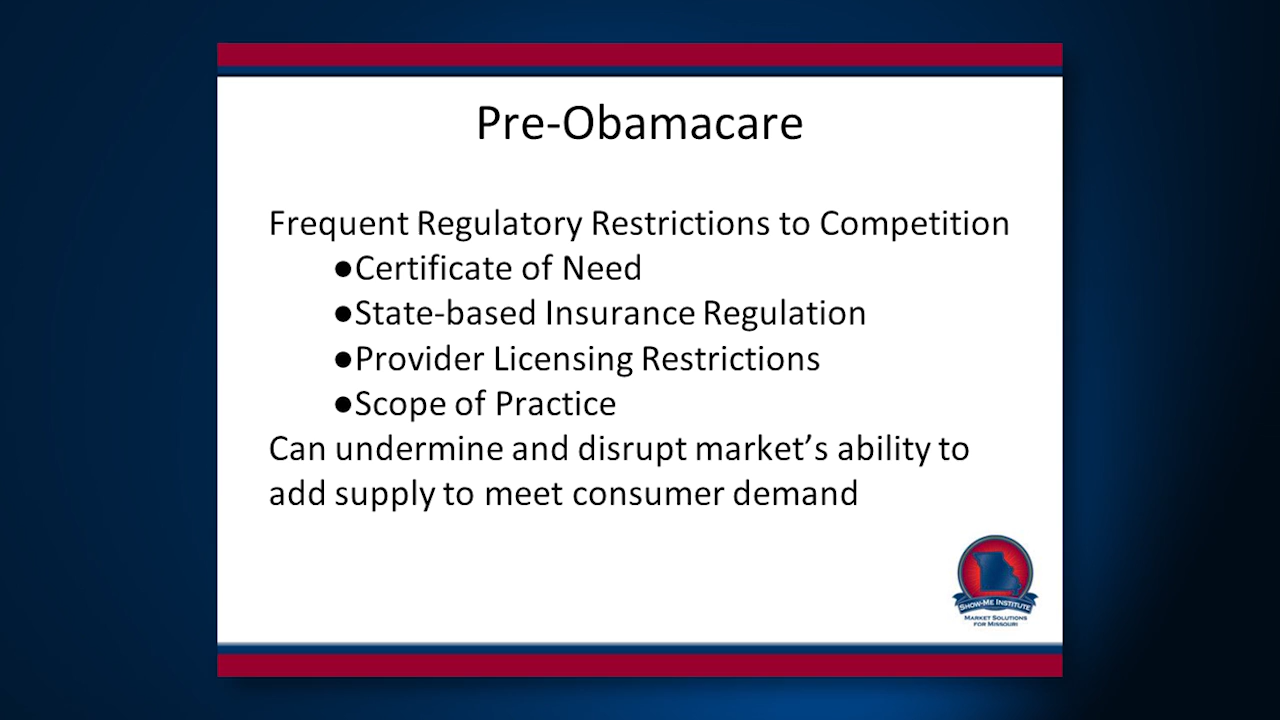 Pre-Obamacare
Frequent Regulatory Restrictions to Competition
●Certificate of Need
●State-based Insurance Regulation
●Provider Licensing Restrictions
●Scope of Practice
Can undermine and disrupt market’s ability to
add supply to meet consumer demand
SHOW-ME INSTITUTE
MARKET SOLUTIONS
FOR MISSOURI